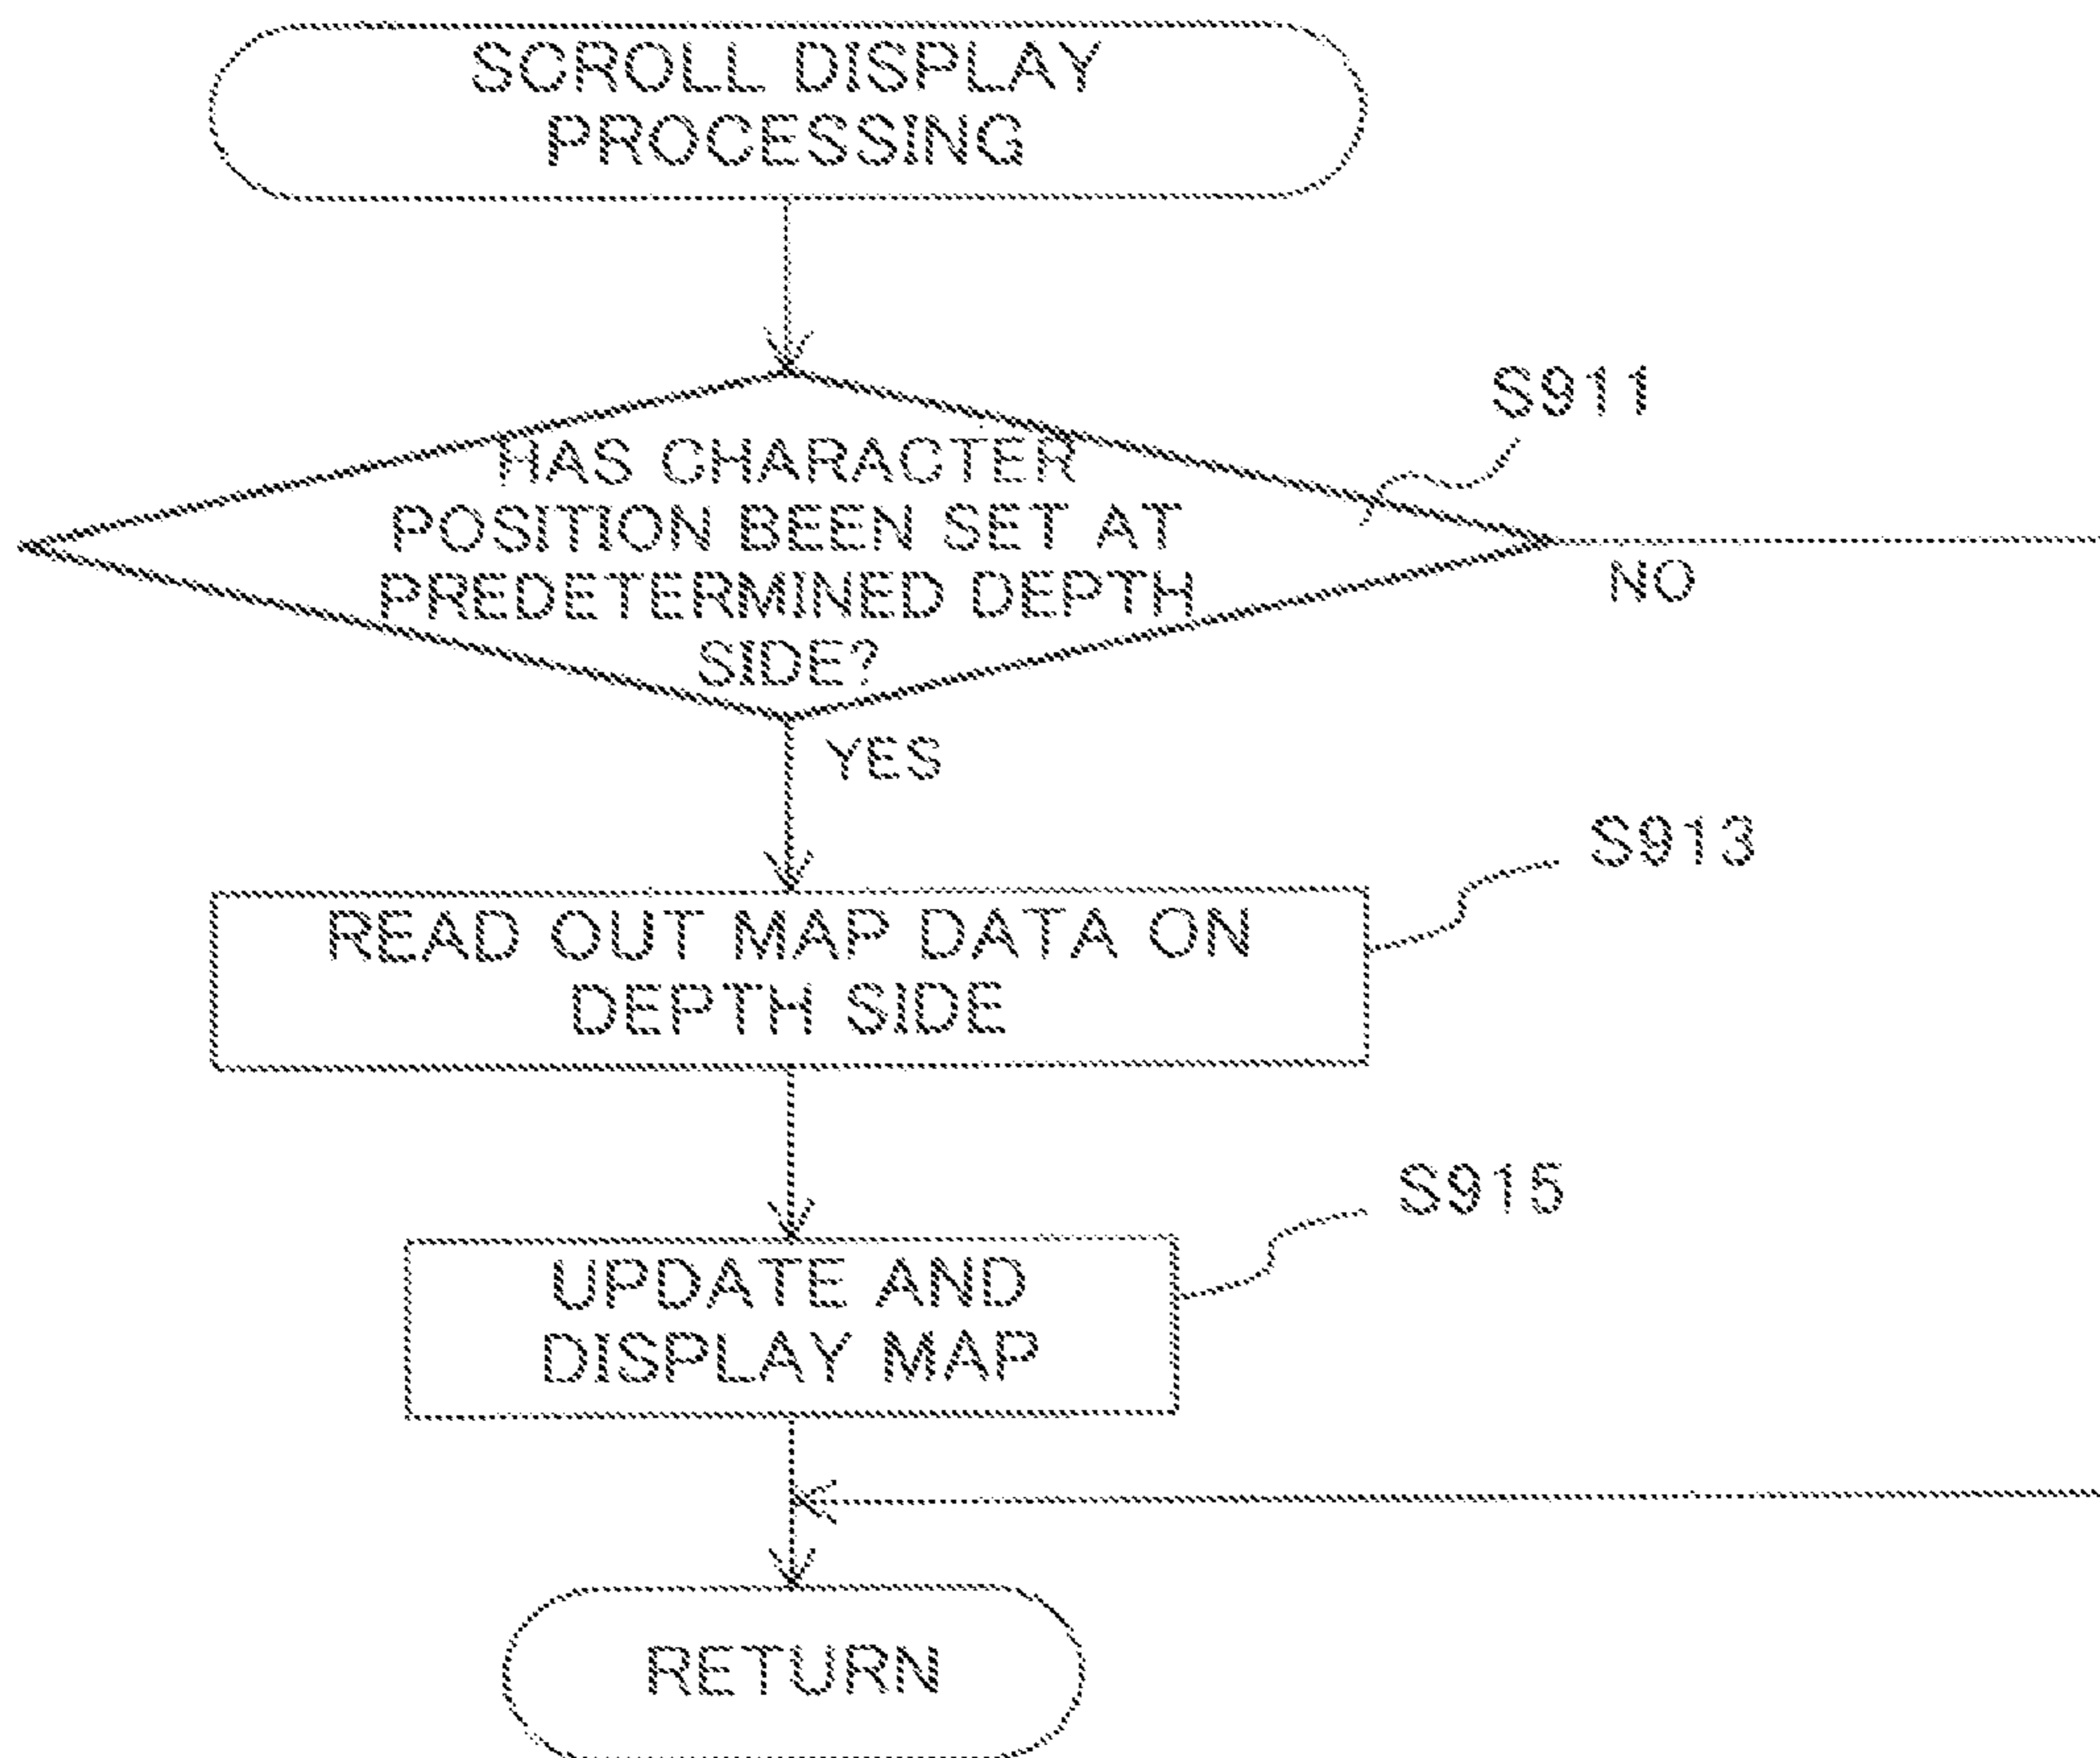 SCROLL DISPLAY
PROCESSING
S911
HAS CHARACTER
POSITION BEEN SET AT
PREDETERMINED DEPTH
SIDE?
NO
YES
S913
READ OUT MAP DATA ON
DEPTH SIDE
S915
UPDATE AND
DISPLAY MAP
RETURN